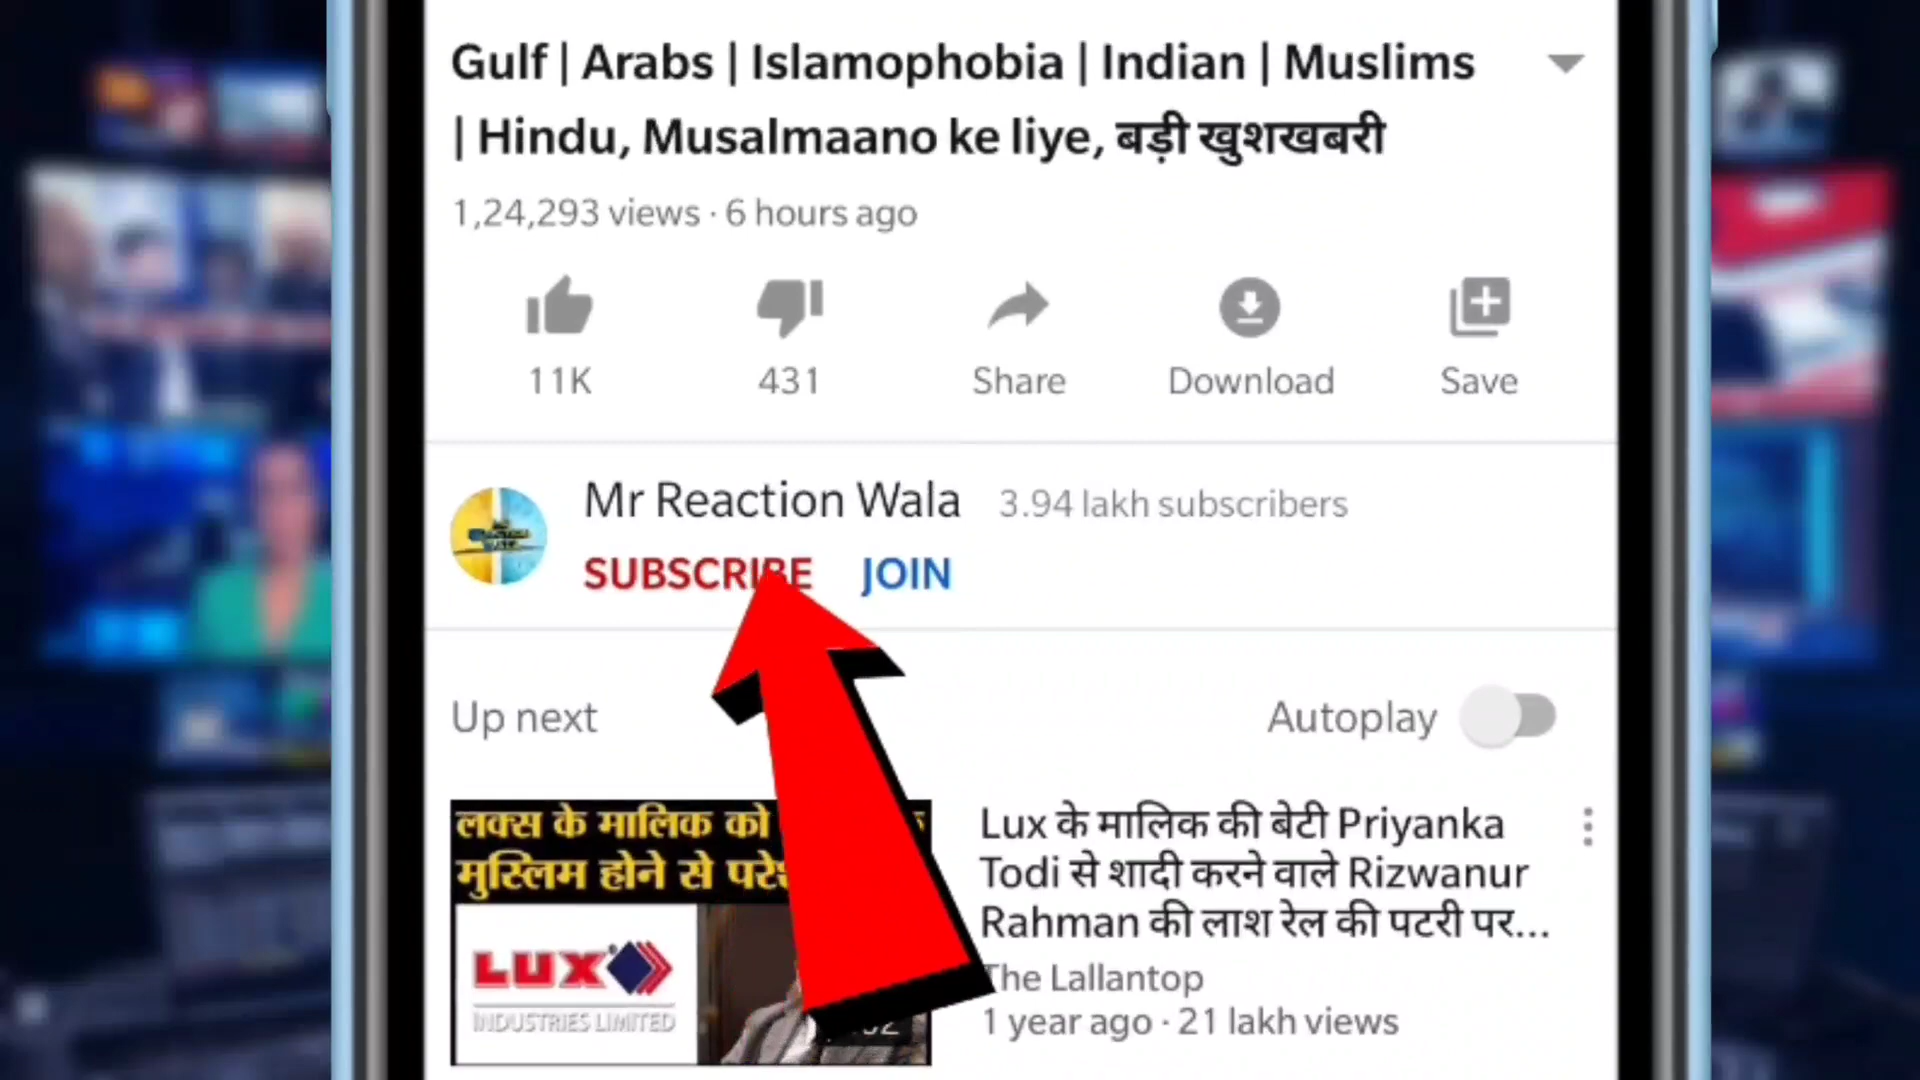 Gulf | Arabs | Islamophobia | Indian | Muslims
| Hindu, Musalmaano ke liye, बड़ी खुशखबरी
1,24,293 views · 6 hours ago
11K
431
Share
Download
Save
Mr Reaction Wala
3.94 lakh subscribers
SUBSCRIBE
JOIN
Up next
Autoplay
लक्स के मालिक को
मुस्लिम होने से
LUX
INDUSTRIES LIMITED
Lux के मालिक की बेटी Priyanka
Todi से शादी करने वाले Rizwanur
Rahman की लाश रेल की पटरी पर...
The Lallantop
1 year ago · 21 lakh views